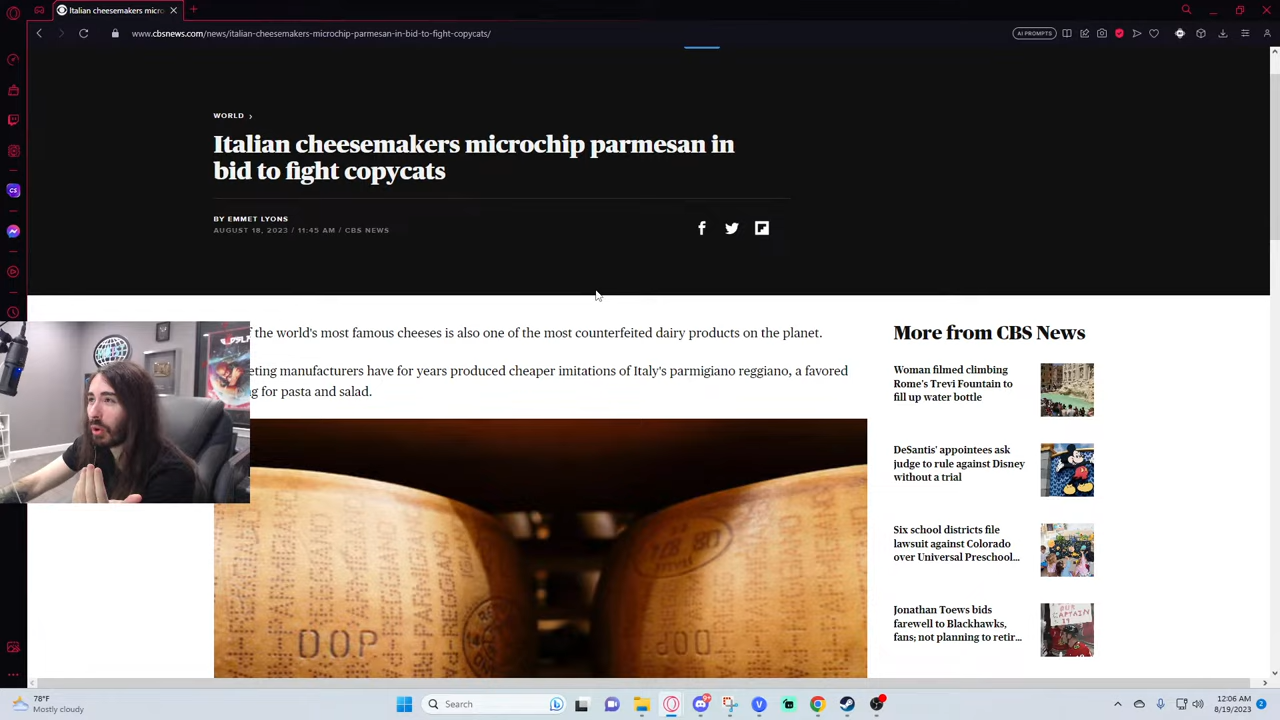 Italian cheesemakers micro
www.cbsnews.com/news/italian-cheesemakers-microchip-parmesan-in-bid-to-fight-copycats/
AI PROMPTS
WORLD
Italian cheesemakers microchip parmesan in
bid to fight copycats
BY EMMET LYONS
AUGUST 18, 2023 / 11:45 AM / CBS NEWS
f the world's most famous cheeses is also one of the most counterfeited dairy products on the planet.
eting manufacturers have for years produced cheaper imitations of Italy's parmigiano reggiano, a favored
g for pasta and salad.
D.O.P
More from CBS News
Woman filmed climbing
Rome's Trevi Fountain to
fill up water bottle
DeSantis' appointees ask
judge to rule against Disney
without a trial
Six school districts file
lawsuit against Colorado
over Universal Preschool...
Jonathan Toews bids
farewell to Blackhawks,
fans; not planning to retir...
78°F
Mostly cloudy
Search
9+
12:06 AM
8/19/2023
2